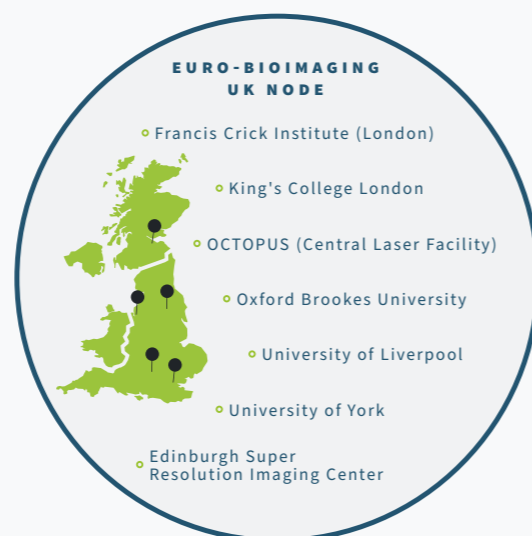 EURO-BIOIMAGING
UK NODE
Francis Crick Institute (London)
King's College London
OCTOPUS (Central Laser Facility)
Oxford Brookes University
University of Liverpool
University of York
Edinburgh Super
Resolution Imaging Center